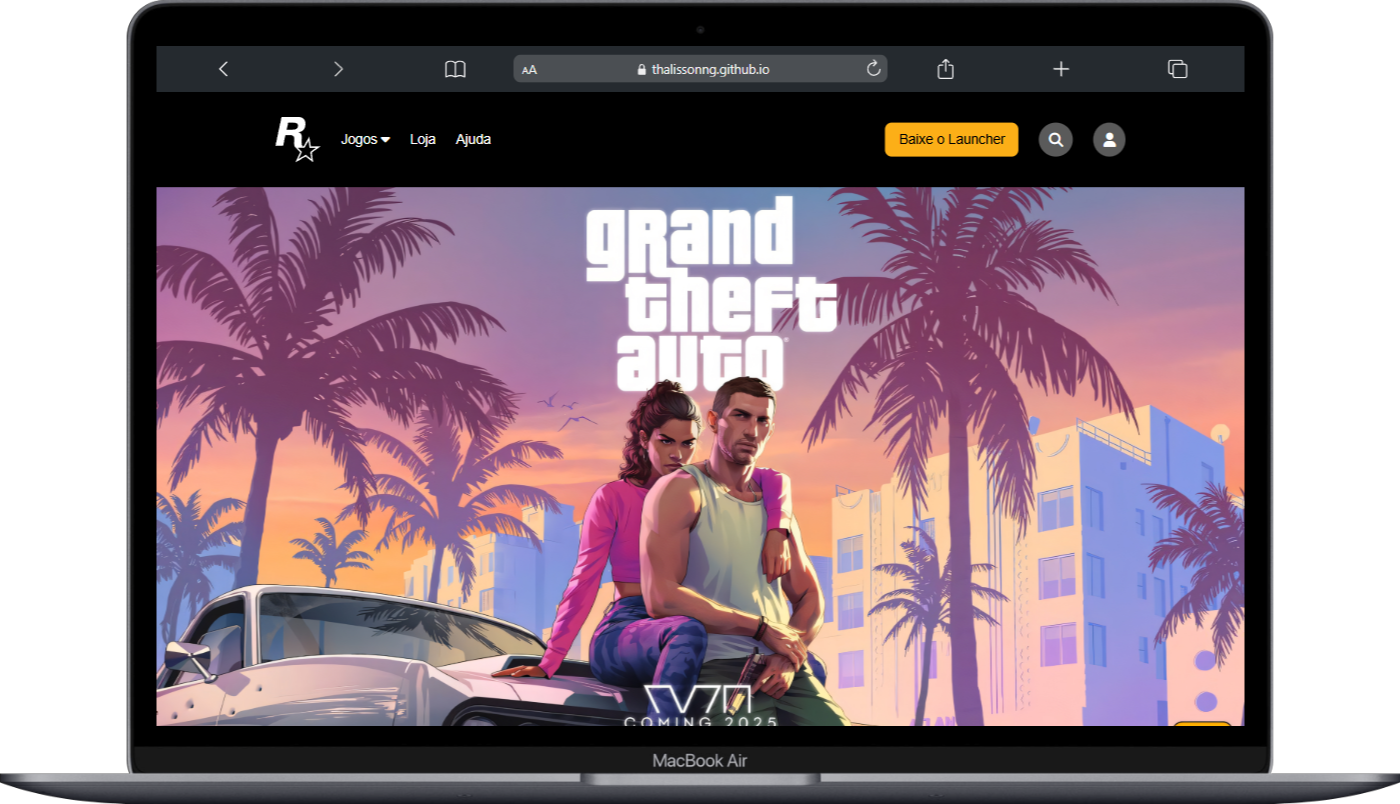 AA
thalissonng.github.io
R
Jogos
Loja
Ajuda
Baixe o Launcher
grand
theft
auto
VI
COMING 2025
MacBook Air